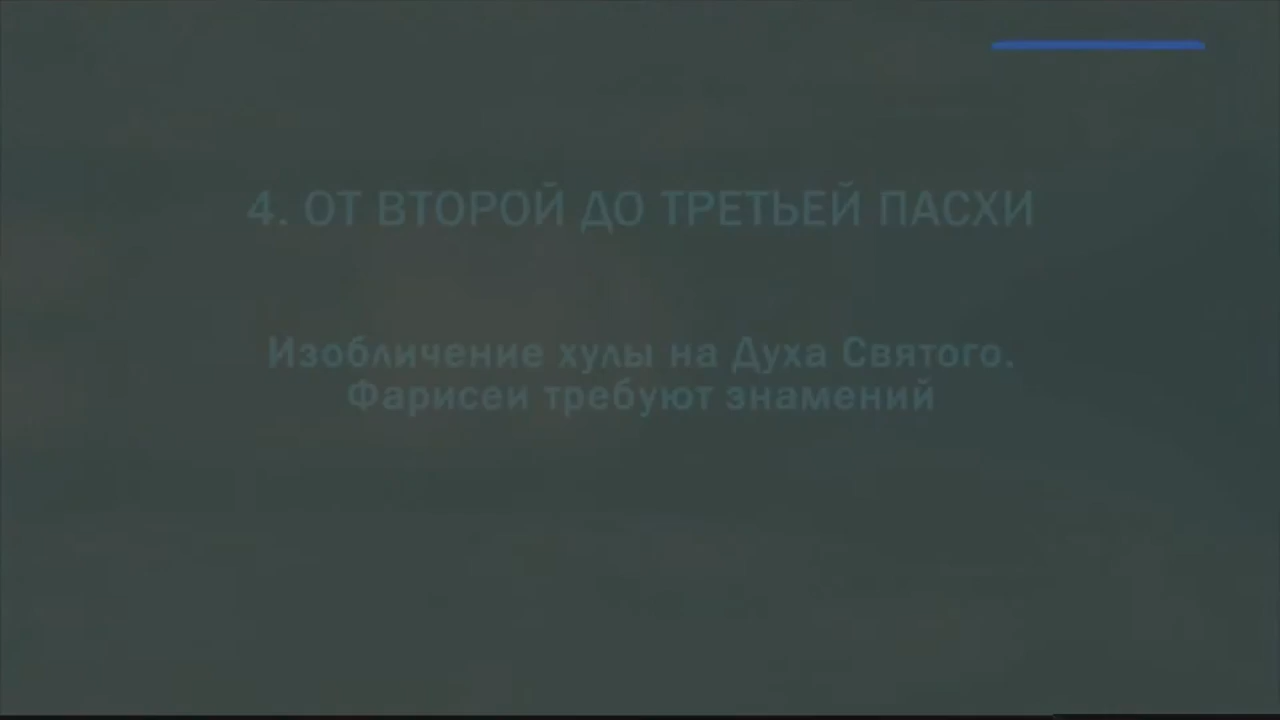 4. ОТ ВТОРОЙ ДО ТРЕТЬЕЙ ПАСХИ
Изобличение хулы на Духа Святого.
Фарисеи требуют знамений